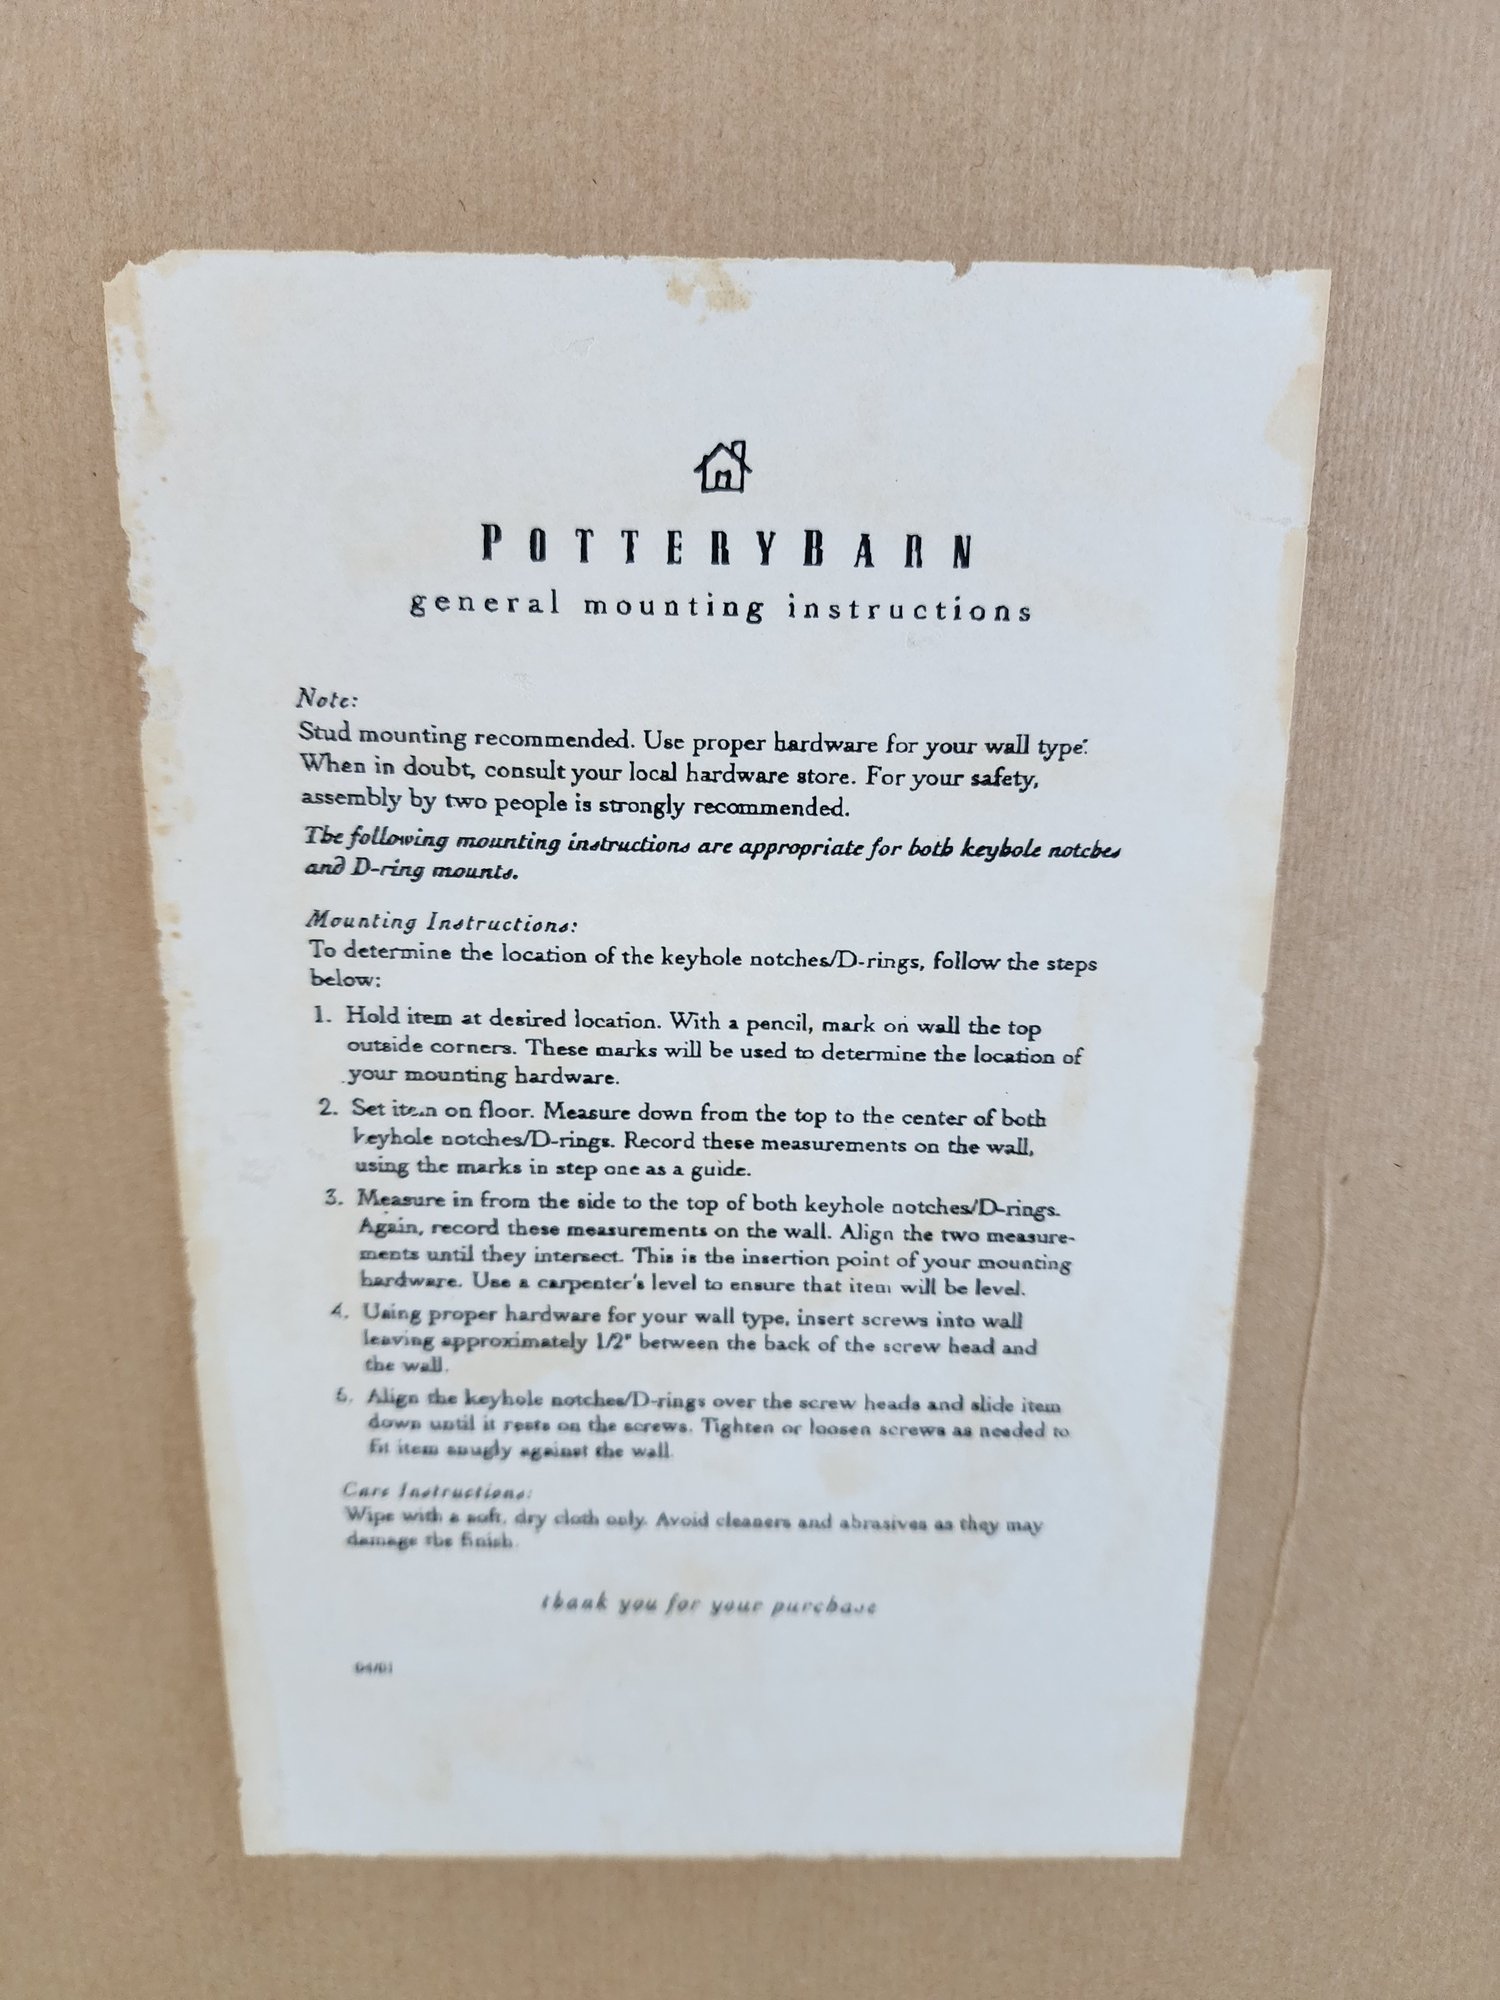 POTTERYBARN
general mounting instructions
Note:
Stud mounting recommended. Use proper hardware for your wall type.
When in doubt, consult your local hardware store. For your safety,
assembly by two people is strongly recommended.
The following mounting instructions are appropriate for both keyhole notches
and D-ring mounts.
Mounting Instructions:
To determine the location of the keyhole notches/D-rings, follow the steps
below:
1. Hold item at desired location. With a pencil, mark on wall the top
outside corners. These marks will be used to determine the location of
your mounting hardware.
2. Set item on floor. Measure down from the top to the center of both
keyhole notches/D-rings. Record these measurements on the wall,
using the marks in step one as a guide.
3. Measure in from the side to the top of both keyhole notches/D-rings.
Again, record these measurements on the wall. Align the two measure-
ments until they intersect. This is the insertion point of your mounting
hardware. Use a carpenter's level to ensure that item will be level.
4. Using proper hardware for your wall type, insert screws into wall
leaving approximately 1/2" between the back of the screw head and
the wall.
5. Align the keyhole notches/D-rings over the screw heads and slide item
down until it rests on the screws. Tighten or loosen screws as needed to
fit item snugly against the wall.
Care Instructions:
Wipe with a soft, dry cloth only. Avoid cleaners and abrasives as they may
damage the finish.
thank you for your purchase
04/01